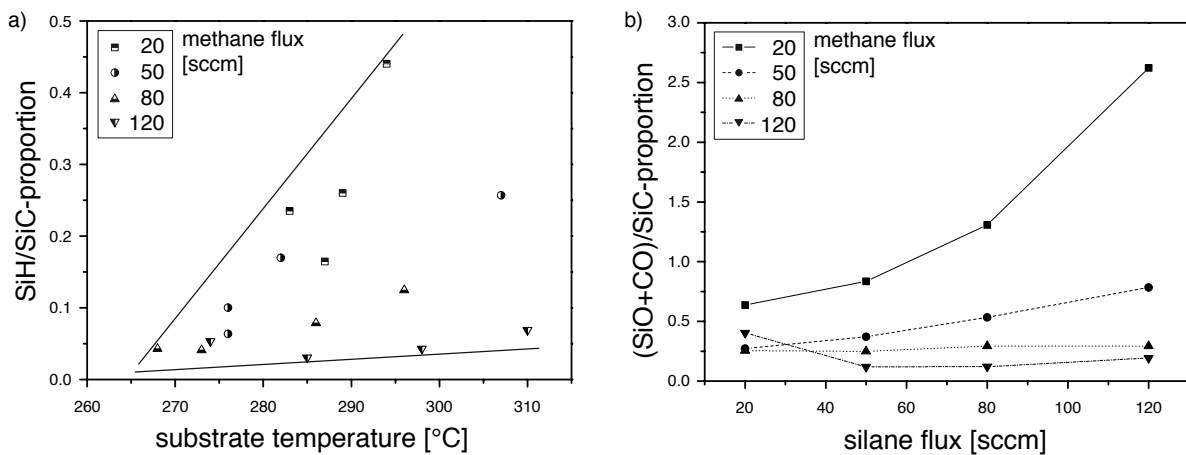 a)
0.5
0.4
0.3
0.2
0.1
0.0
SiH/SiC-proportion
20
50
80
120
methane flux
[sccm]
260 270 280 290 300 310
substrate temperature [°C]
b)
3.0
2.5
2.0
1.5
1.0
0.5
0.0
(SiO+CO)/SiC-proportion
20
50
80
120
methane flux
[sccm]
20 40 60 80 100 120
silane flux [sccm]